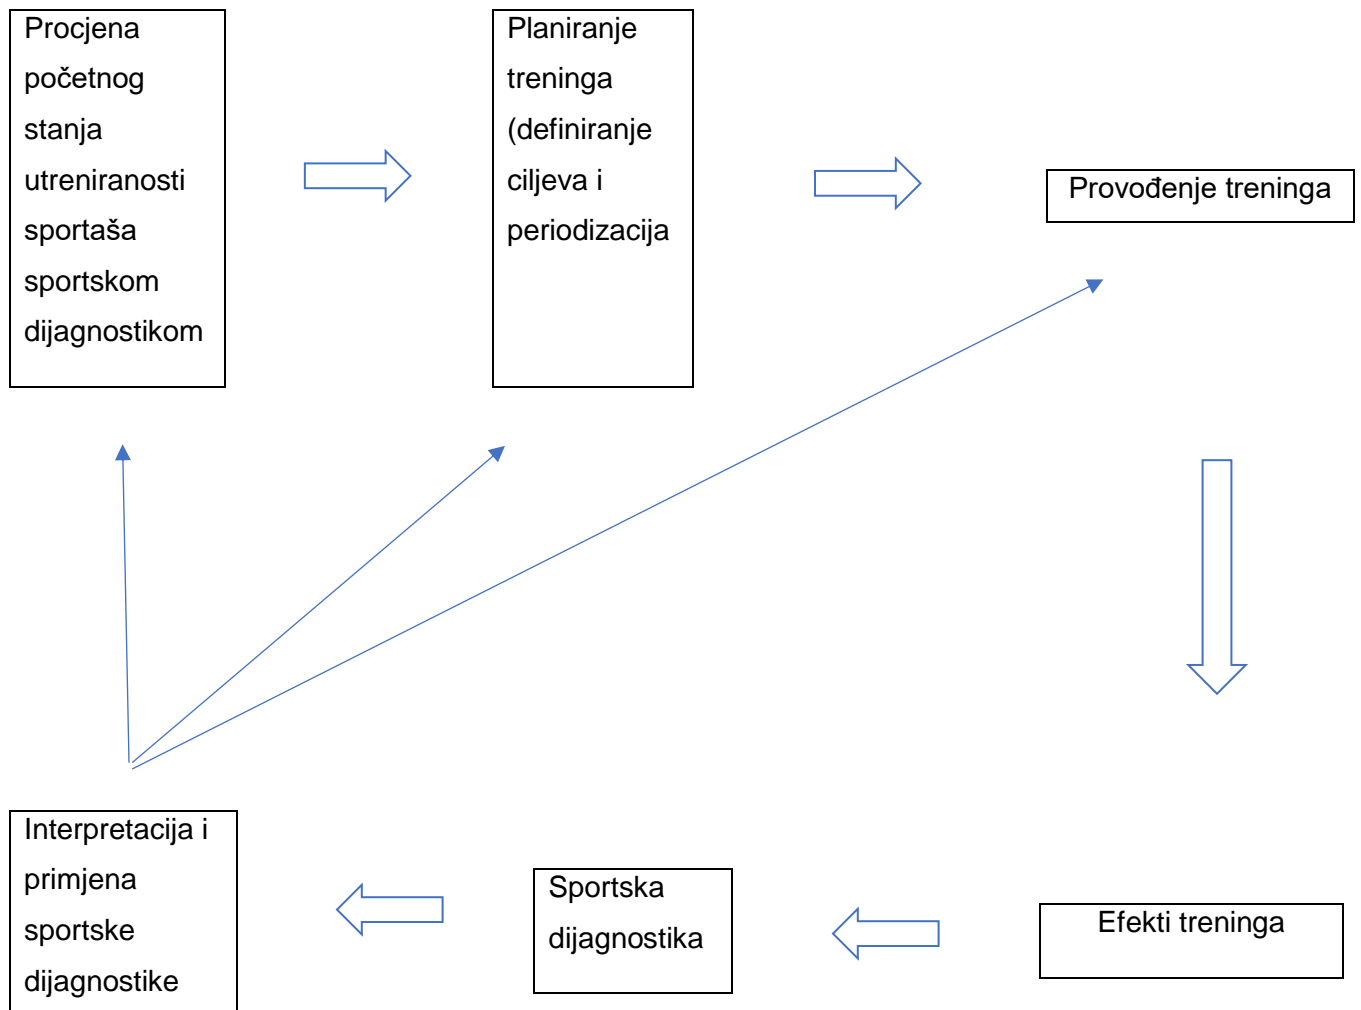 Procjena
početnog
stanja
utreniranosti
sportaša
sportskom
dijagnostikom
Planiranje
treninga
(definiranje
ciljeva i
periodizacija
Provođenje treninga
Interpretacija i
primjena
sportske
dijagnostike
Sportska
dijagnostika
Efekti treninga